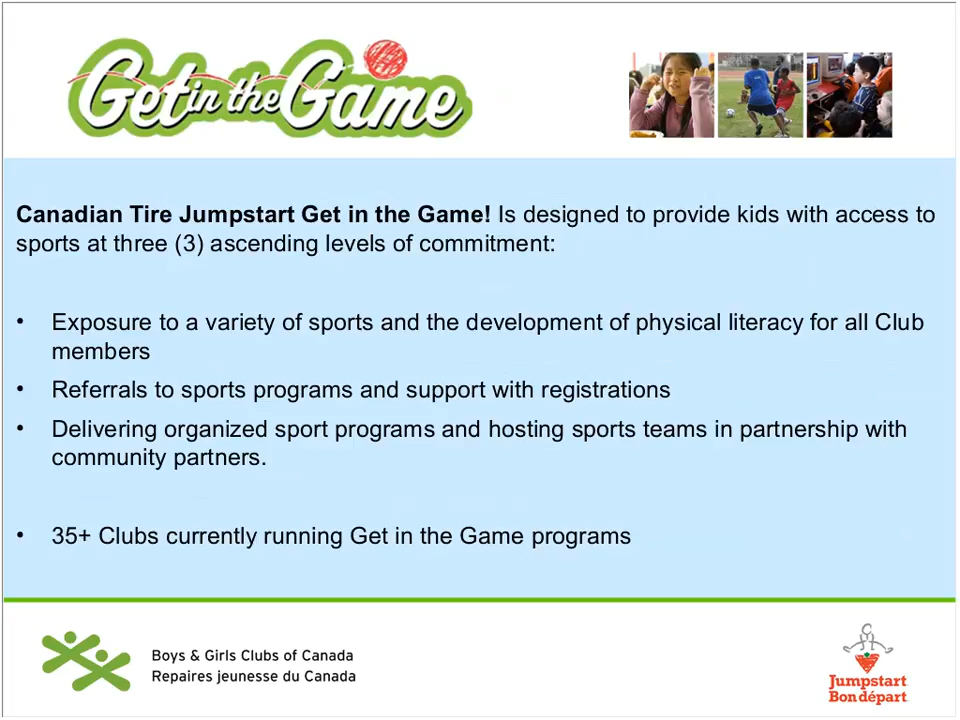 Get in the Game
Canadian Tire Jumpstart Get in the Game! Is designed to provide kids with access to
sports at three (3) ascending levels of commitment:
• Exposure to a variety of sports and the development of physical literacy for all Club
members
• Referrals to sports programs and support with registrations
• Delivering organized sport programs and hosting sports teams in partnership with
community partners.
• 35+ Clubs currently running Get in the Game programs
Boys & Girls Clubs of Canada
Repaires jeunesse du Canada
Jumpstart
Bon départ